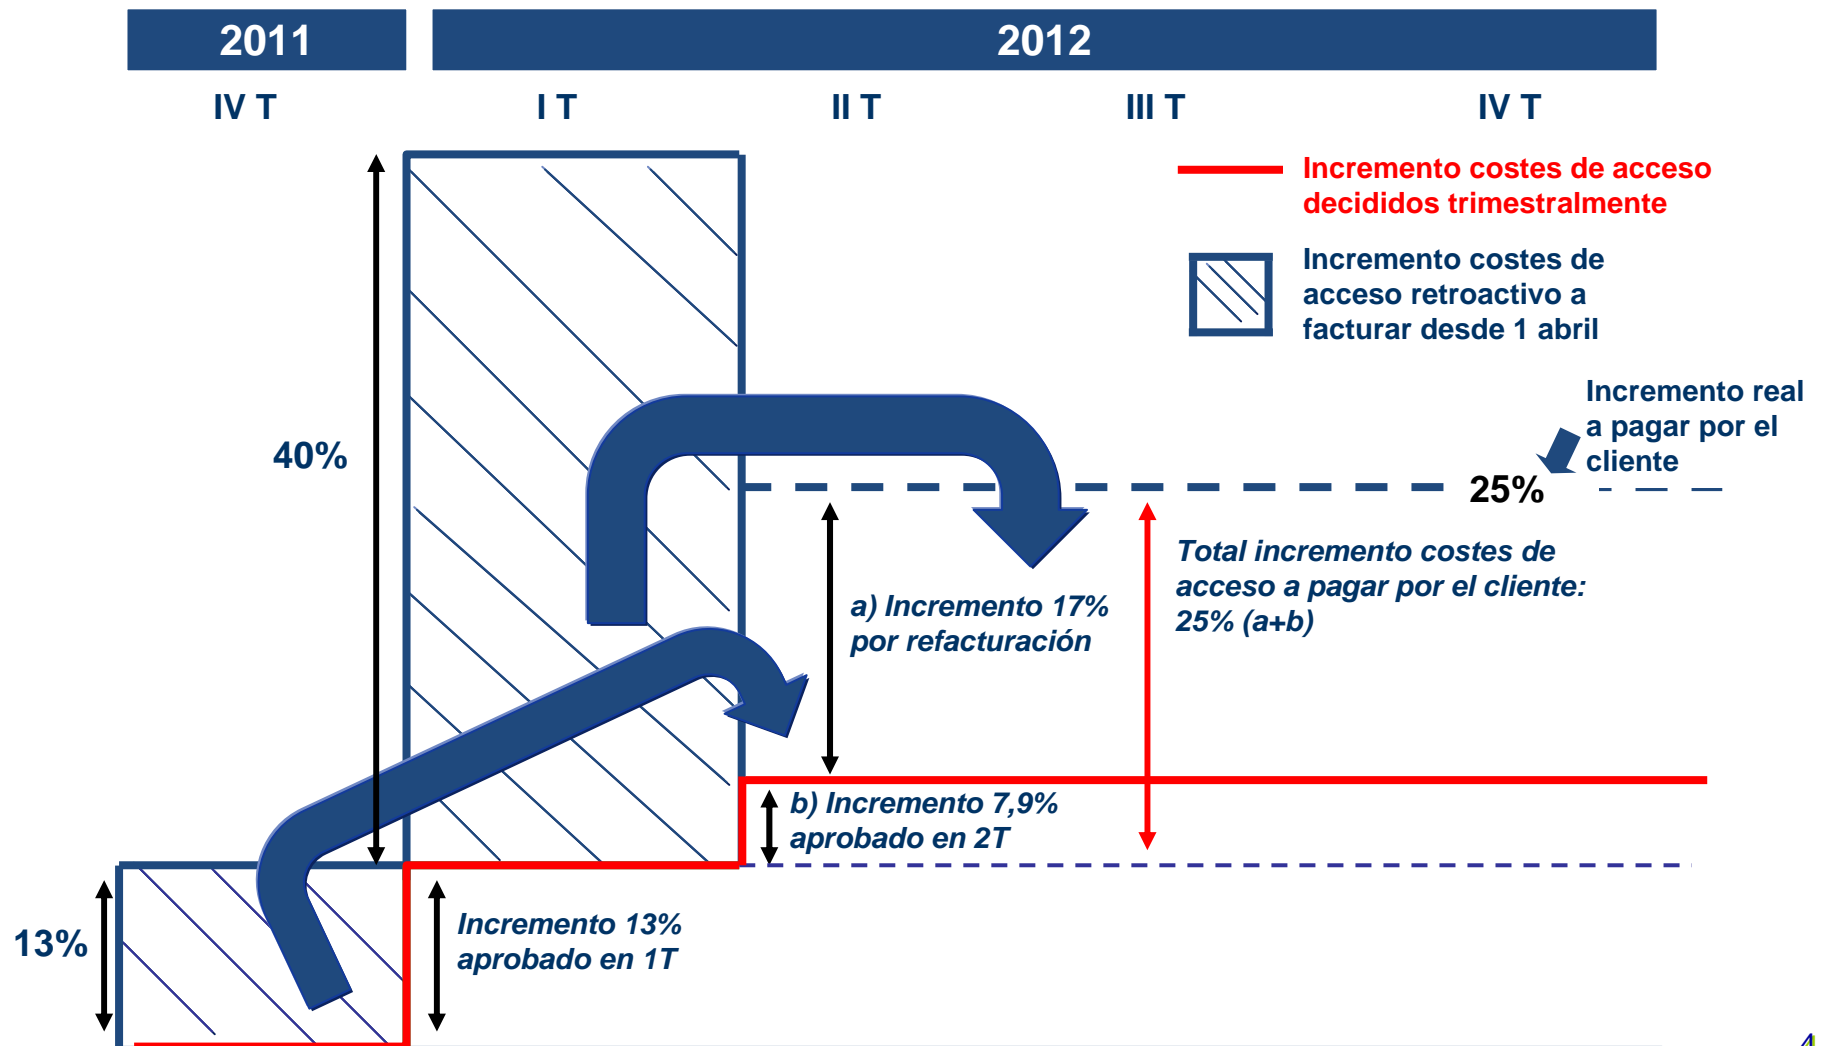 2011
2012
IV T
I T
II T
III T
IV T
Incremento costes de acceso
decididos trimestralmente
Incremento costes de
acceso retroactivo a
facturar desde 1 abril
Incremento real
a pagar por el
cliente
40%
25%
Total incremento costes de
acceso a pagar por el cliente:
25% (a+b)
a) Incremento 17%
por refacturación
b) Incremento 7,9%
aprobado en 2T
13%
Incremento 13%
aprobado en 1T
4